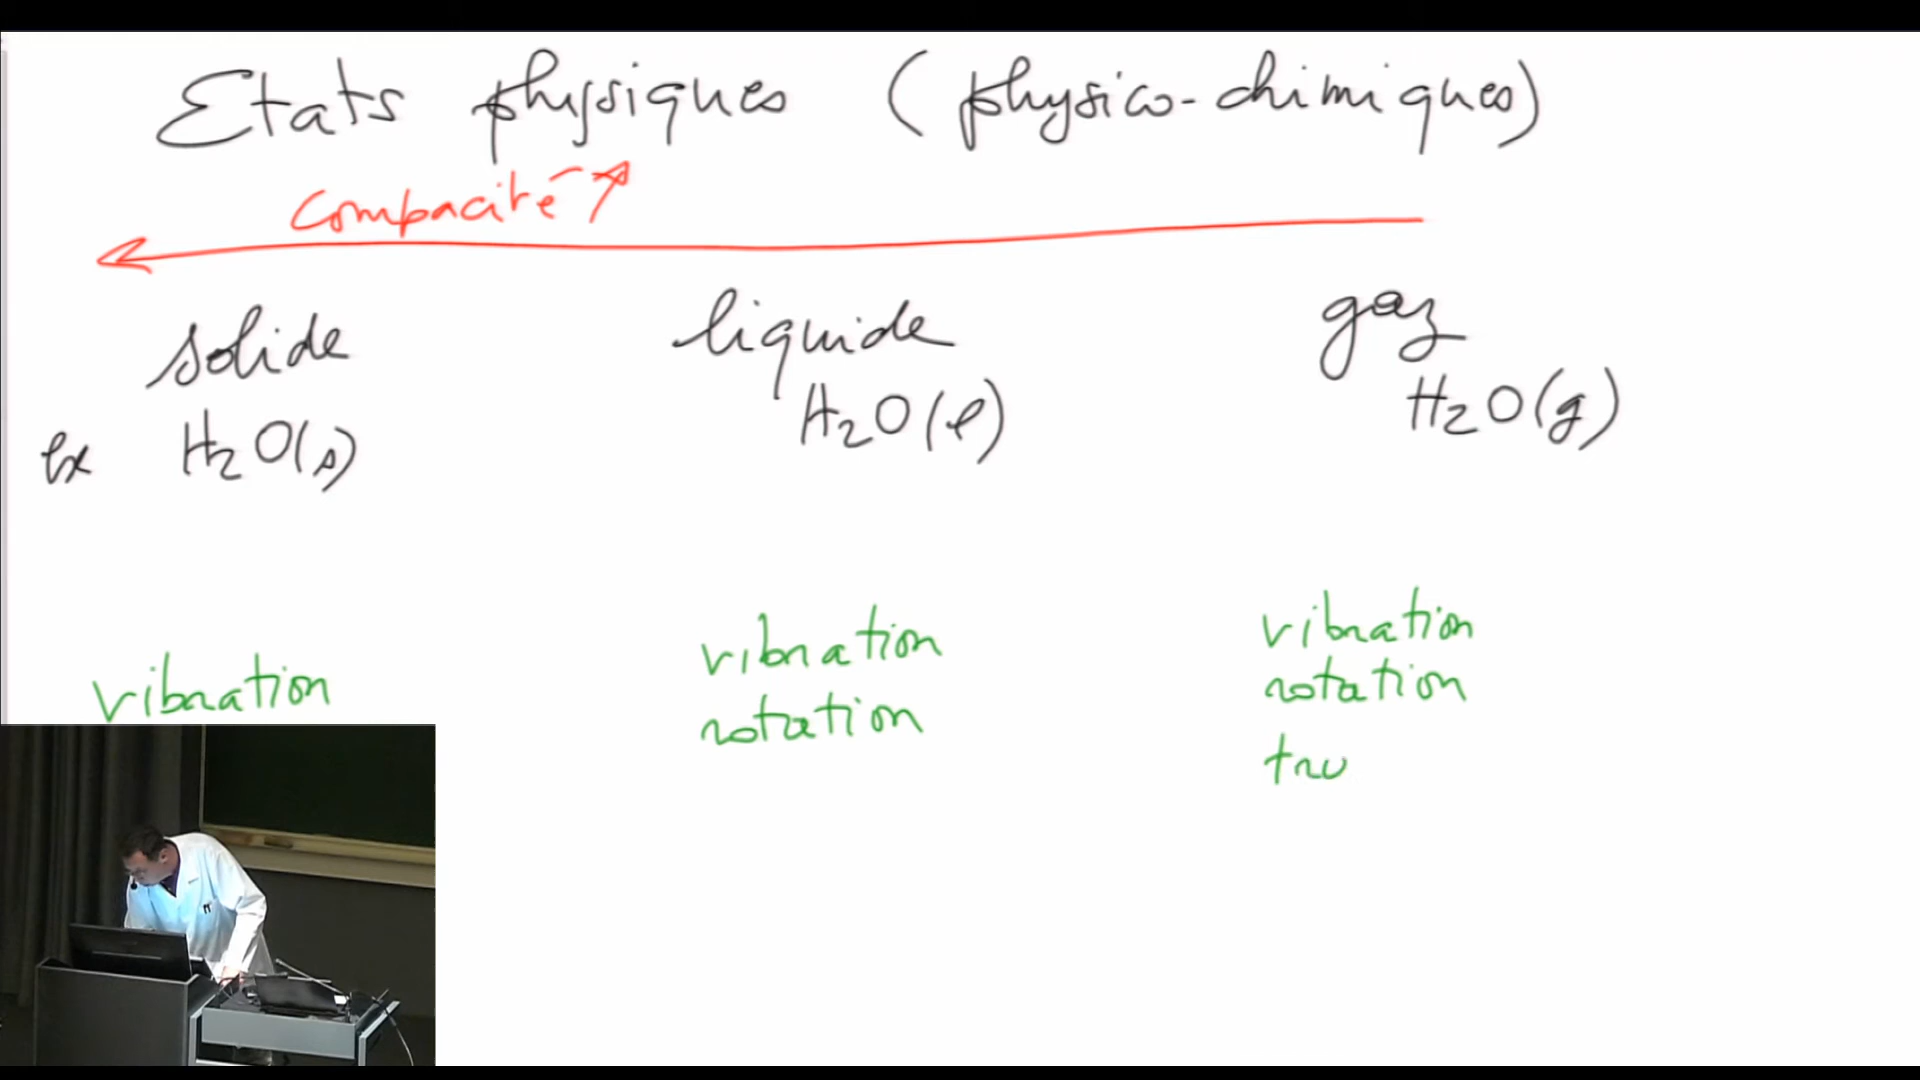 Etats physiques (physico-chimiques)
compacité ↗
solide liquide gaz
ex H₂O(s) H₂O(l) H₂O(g)
vibration vibration vibration
rotation rotation
tra